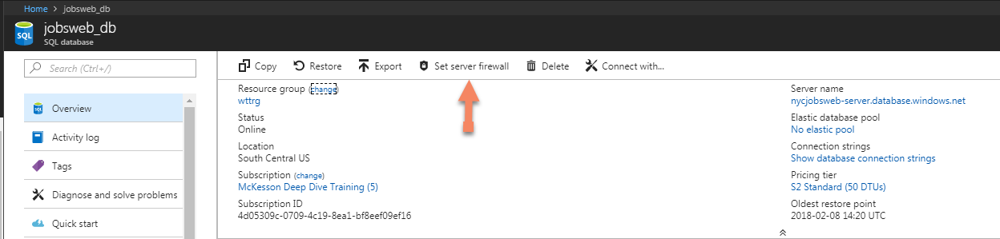 Home > jobsweb_db
jobsweb_db
SQL
SQL database
Search (Ctrl+/)
Overview
Activity log
Tags
Diagnose and solve problems
Quick start
Copy
Restore
Export
Set server firewall
Delete
Connect with...
Resource group (change)
wttrg
Status
Online
Location
South Central US
Subscription (change)
McKesson Deep Dive Training (5)
Subscription ID
4d05309c-0709-4c19-8ea1-bf8eef09ef16
Server name
nycjobsweb-server.database.windows.net
Elastic database pool
No elastic pool
Connection strings
Show database connection strings
Pricing tier
S2 Standard (50 DTUs)
Oldest restore point
2018-02-08 14:20 UTC